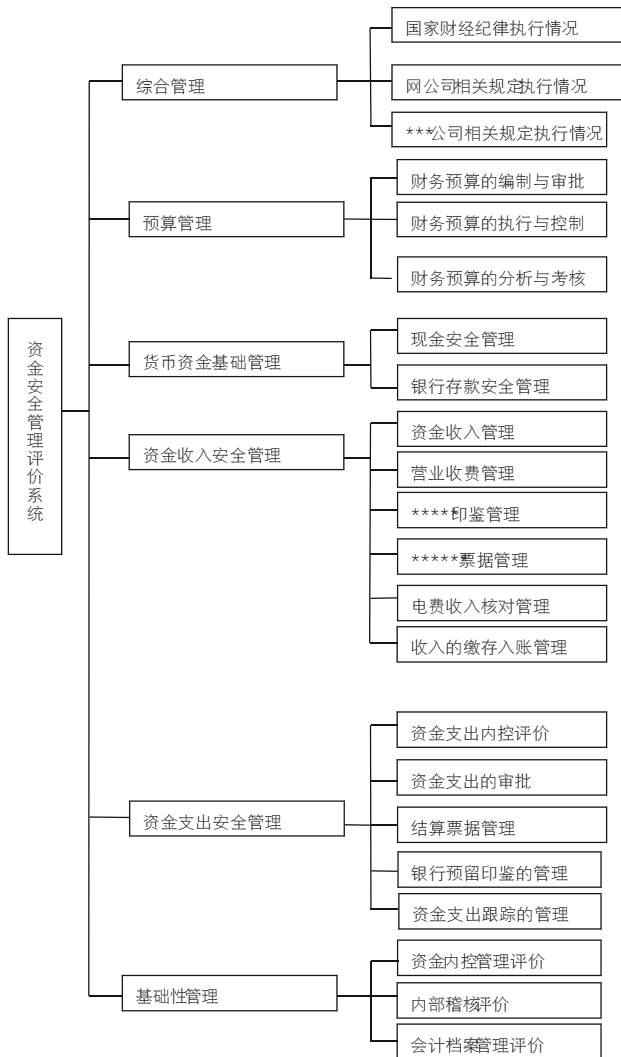 资金安全管理评价系统
综合管理
国家财经纪律执行情况
网公司相关规定执行情况
***公司相关规定执行情况
预算管理
财务预算的编制与审批
财务预算的执行与控制
财务预算的分析与考核
货币资金基础管理
现金安全管理
银行存款安全管理
资金收入安全管理
资金收入管理
营业收费管理
*****印鉴管理
*****票据管理
电费收入核对管理
收入的缴存入账管理
资金支出安全管理
资金支出内控评价
资金支出的审批
结算票据管理
银行预留印鉴的管理
资金支出跟踪的管理
基础性管理
资金内控管理评价
内部稽核评价
会计档案管理评价